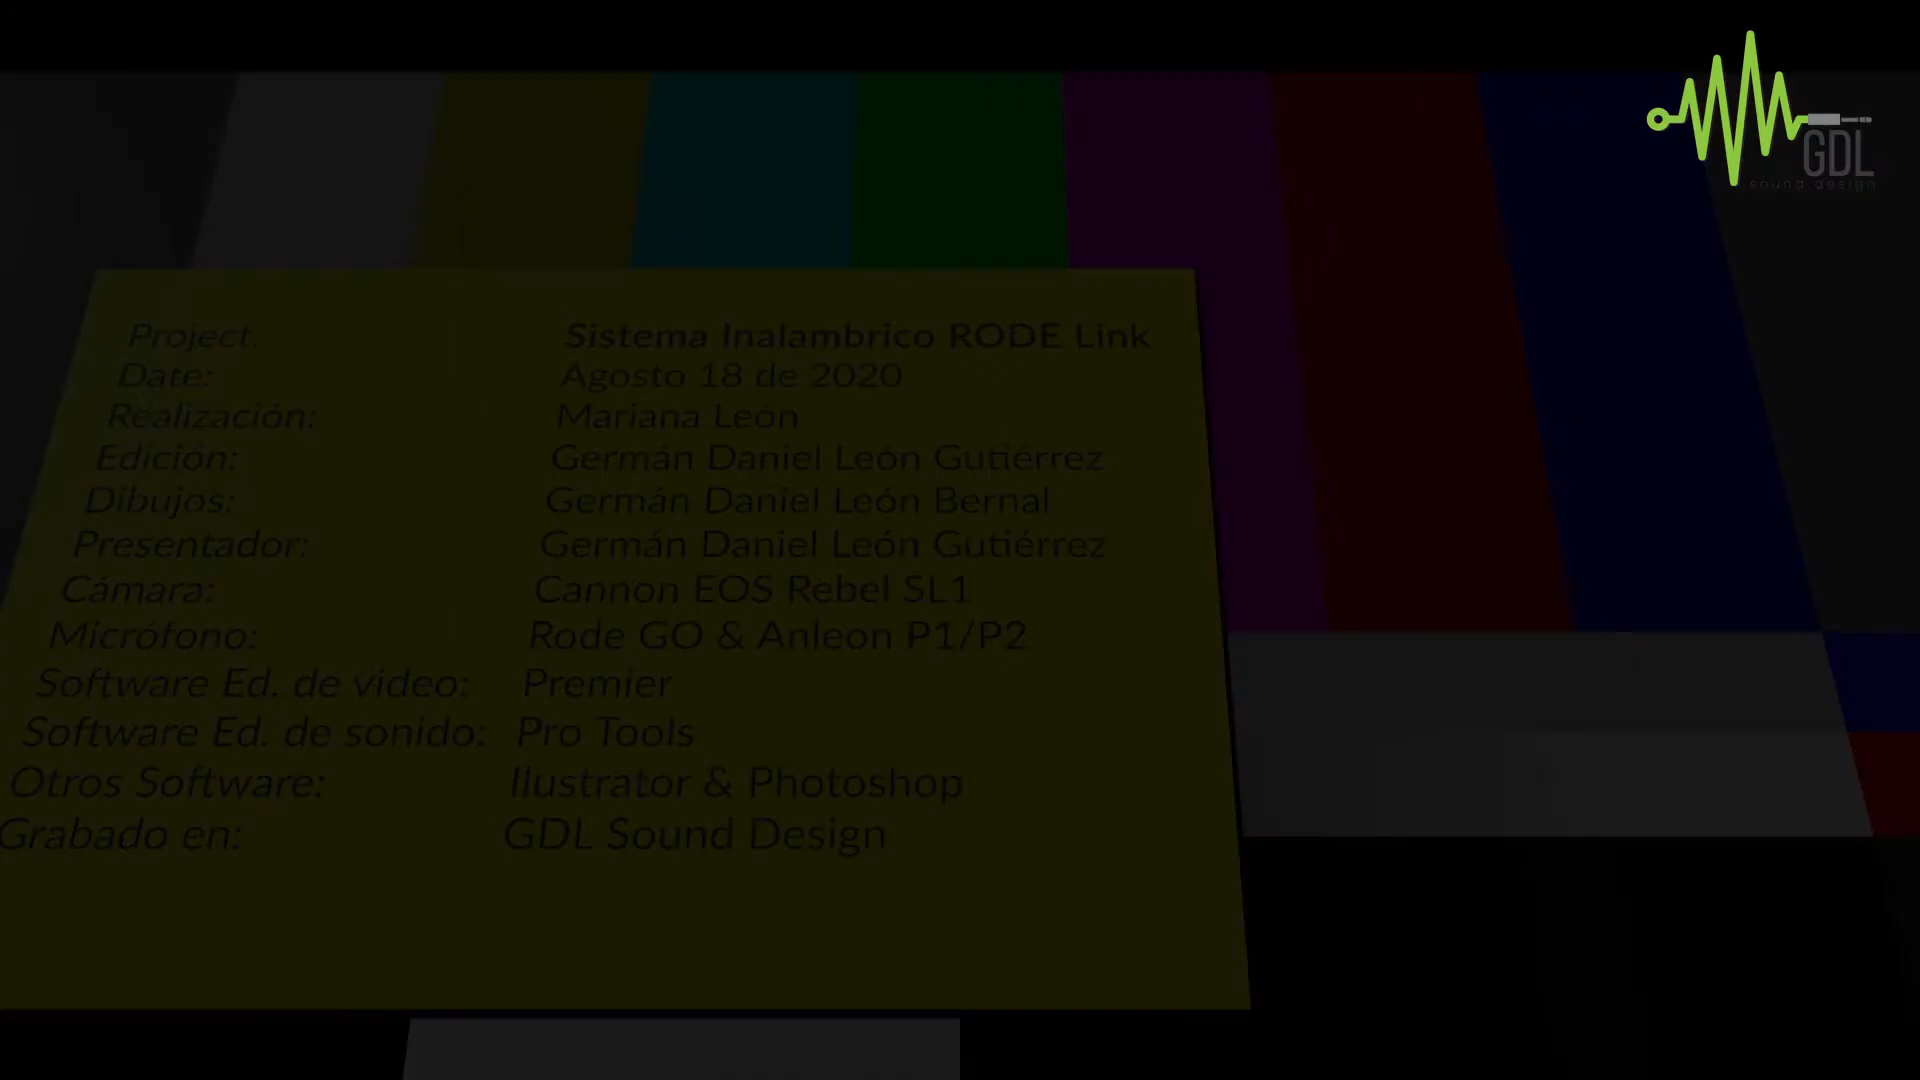 GDL
sound design
Project: Sistema Inalambrico RODE Link
Date: Agosto 18 de 2020
Realización: Mariana León
Edición: Germán Daniel León Gutiérrez
Dibujos: Germán Daniel León Bernal
Presentador: Germán Daniel León Gutiérrez
Cámara: Cannon EOS Rebel SL1
Micrófono: Rode GO & Anleon P1/P2
Software Ed. de video: Premier
Software Ed. de sonido: Pro Tools
Otros Software: Ilustrator & Photoshop
Grabado en: GDL Sound Design